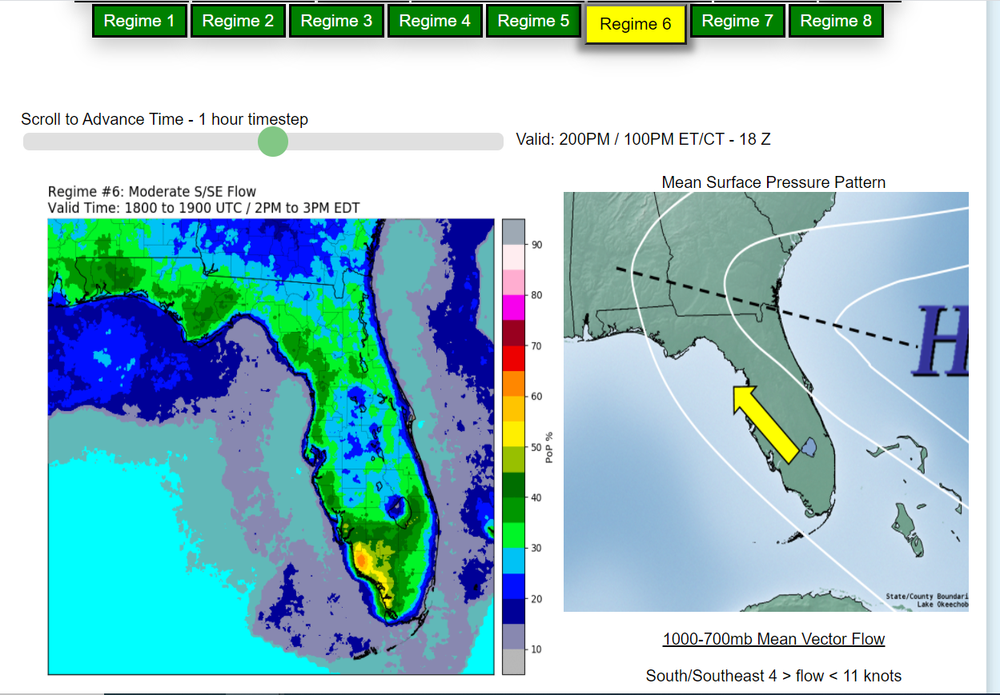 Regime 1 Regime 2 Regime 3 Regime 4 Regime 5 Regime 6 Regime 7 Regime 8
Scroll to Advance Time - 1 hour timestep
Valid: 200PM / 100PM ET/CT - 18 Z
Regime #6: Moderate S/SE Flow
Valid Time: 1800 to 1900 UTC / 2PM to 3PM EDT
90
80
70
60
50
40
30
20
10
PoP %
Mean Surface Pressure Pattern
H
State/County Boundari
Lake Okeechob
1000-700mb Mean Vector Flow
South/Southeast 4 > flow < 11 knots